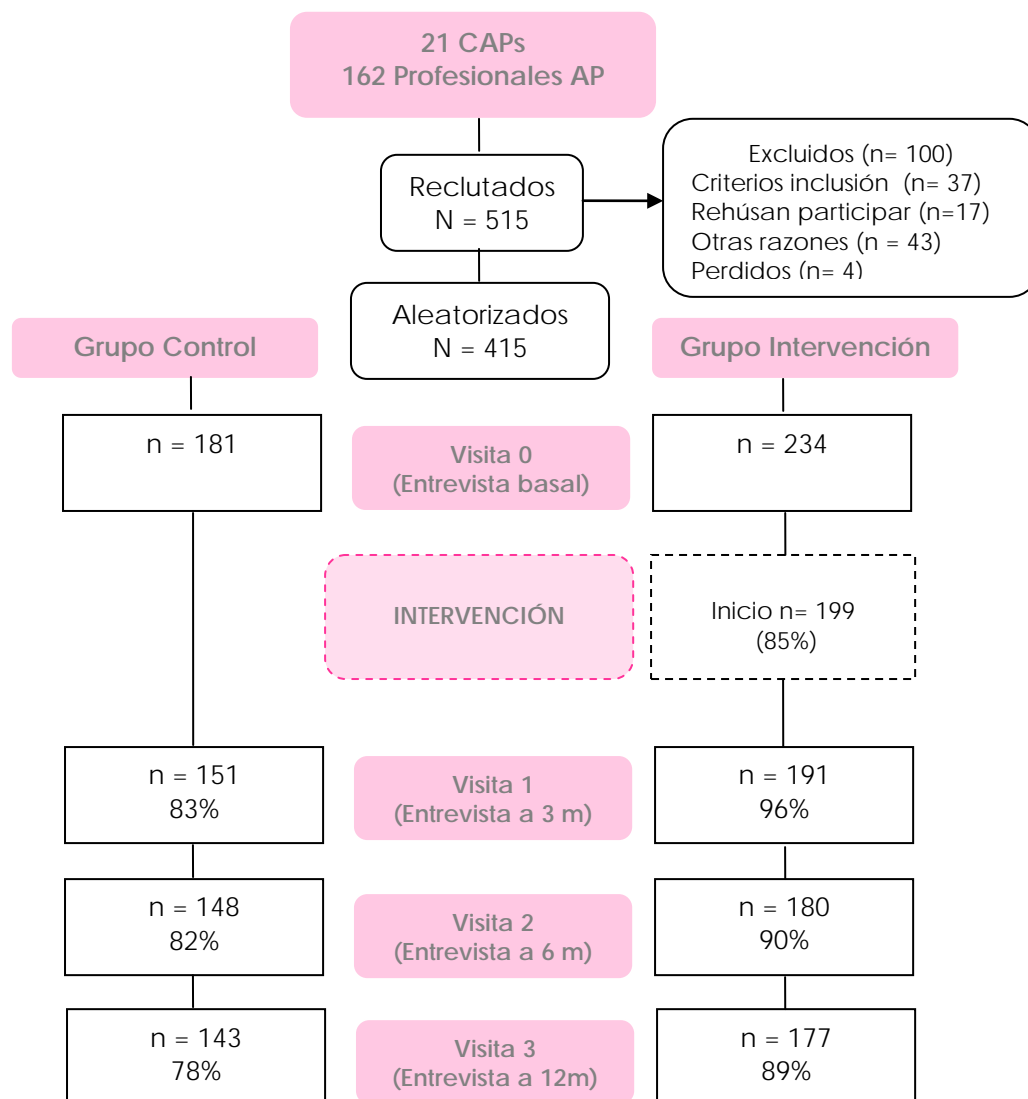 21 CAPs
162 Profesionales AP
Reclutados
N = 515
Excluidos (n= 100)
Criterios inclusión (n= 37)
Rehúsan participar (n=17)
Otras razones (n = 43)
Perdidos (n= 4)
Aleatorizados
N = 415
Grupo Control
Grupo Intervención
n = 181
Visita 0
(Entrevista basal)
n = 234
INTERVENCIÓN
Inicio n= 199
(85%)
n = 151
83%
Visita 1
(Entrevista a 3 m)
n = 191
96%
n = 148
82%
Visita 2
(Entrevista a 6 m)
n = 180
90%
n = 143
78%
Visita 3
(Entrevista a 12m)
n = 177
89%